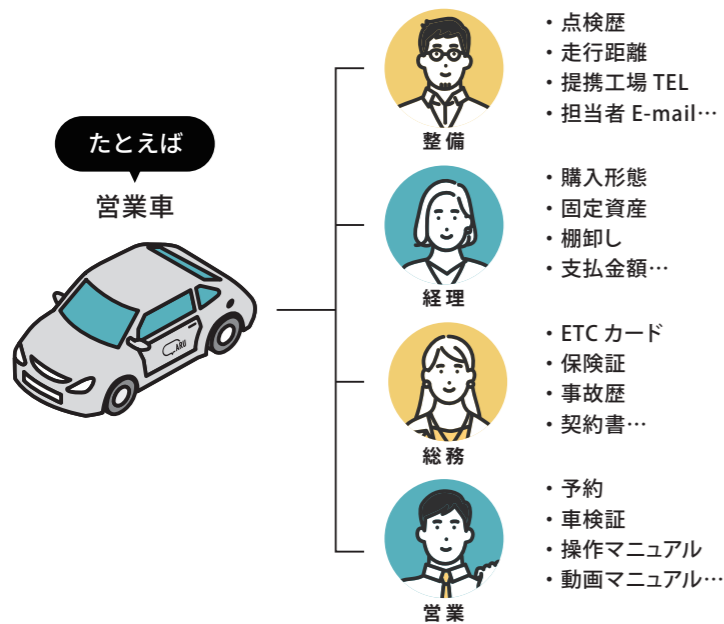 たとえば
営業車
ARU
整備
・点検歴
・走行距離
・提携工場 TEL
・担当者 E-mail…
経理
・購入形態
・固定資産
・棚卸し
・支払金額…
総務
・ETC カード
・保険証
・事故歴
・契約書…
営業
・予約
・車検証
・操作マニュアル
・動画マニュアル…